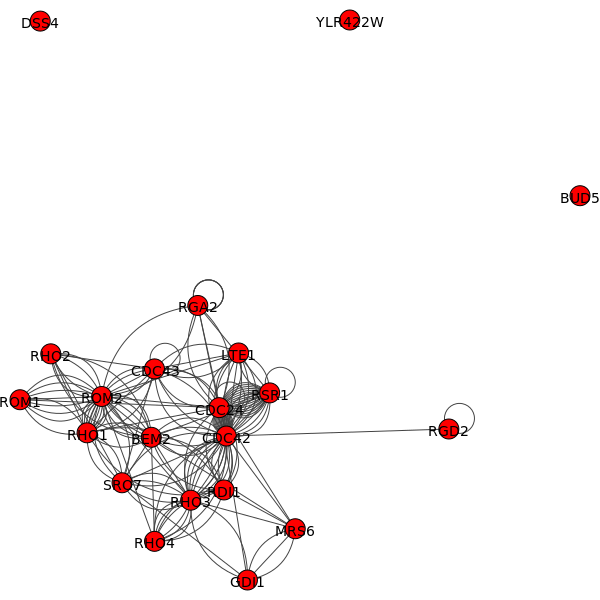 DSS4
YLR422W
BUD5
RGA2
RHO2
LTE1
CDC43
RSR1
ROM1
ROM2
CDC24
RHO1
BEM2
CDC42
RGD2
SRO7
RDI1
RHO3
MRS6
RHO4
GDI1